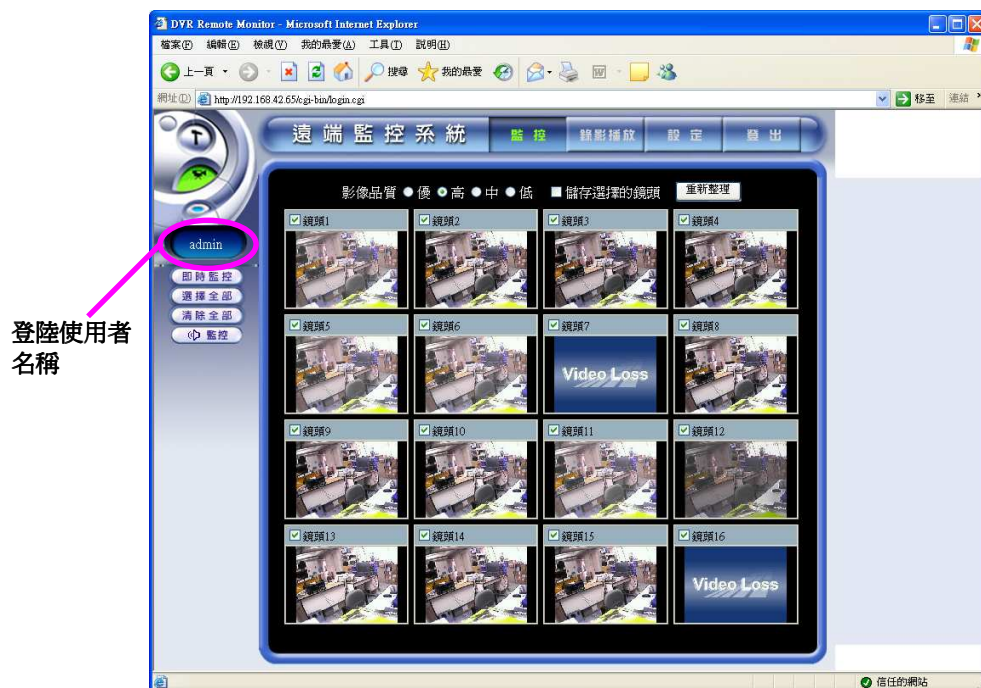 DVR Remote Monitor - Microsoft Internet Explorer
檔案(F) 編輯(E) 檢視(V) 我的最愛(A) 工具(T) 說明(H)
上一頁 搜尋 我的最愛
網址(D) http://192.168.42.65/cgi-bin/login.cgi 移至 連結 »
遠端監控系統 監控 錄影播放 設定 登出
影像品質 優 高 中 低 儲存選擇的鏡頭 重新整理
admin
即時監控
選擇全部
清除全部
監控
登陸使用者
名稱
鏡頭1 鏡頭2 鏡頭3 鏡頭4
鏡頭5 鏡頭6 鏡頭7 鏡頭8
Video Loss
鏡頭9 鏡頭10 鏡頭11 鏡頭12
鏡頭13 鏡頭14 鏡頭15 鏡頭16
Video Loss
信任的網站